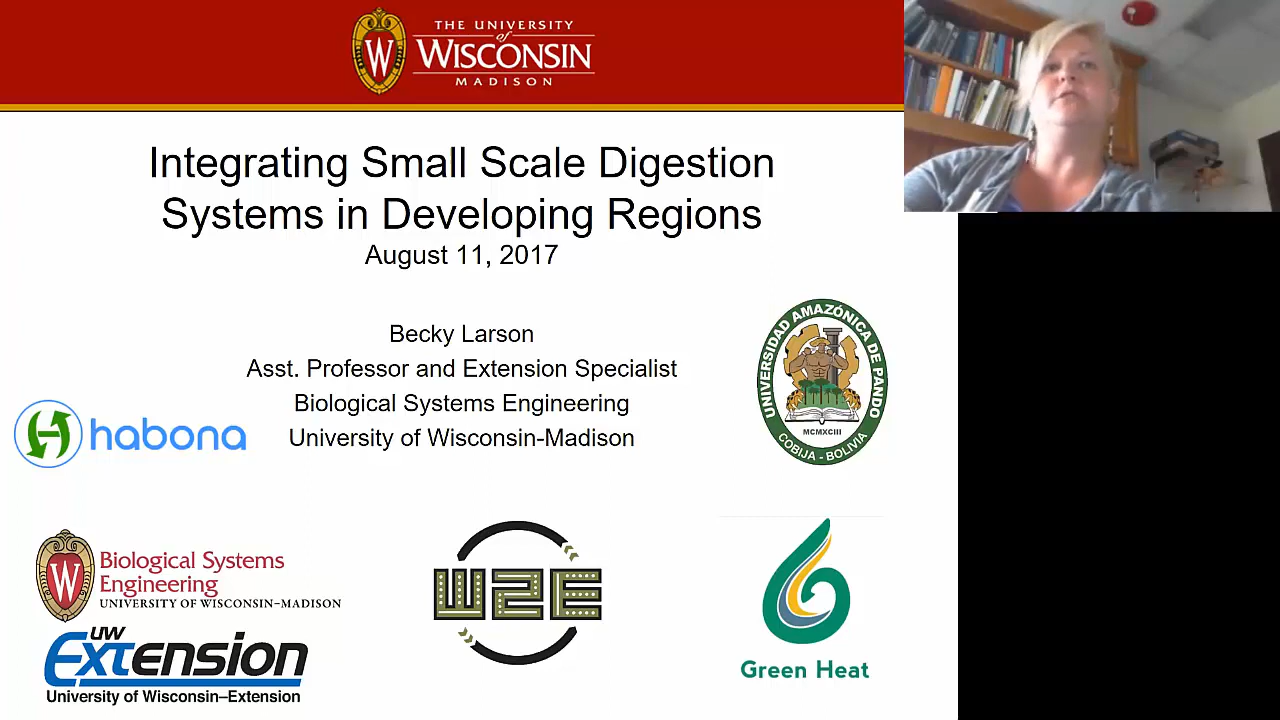 THE UNIVERSITY
of
WISCONSIN
MADISON
Integrating Small Scale Digestion
Systems in Developing Regions
August 11, 2017
Becky Larson
Asst. Professor and Extension Specialist
Biological Systems Engineering
University of Wisconsin-Madison
habona
UNIVERSIDAD AMAZÓNICA DE PANDO
MCMXCIII
COBIJA - BOLIVIA
W
Biological Systems
Engineering
UNIVERSITY OF WISCONSIN–MADISON
UW
Extension
University of Wisconsin–Extension
W2E
Green Heat